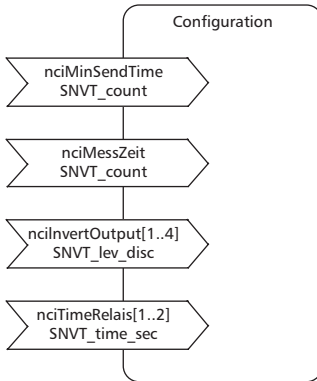 Configuration
nciMinSendTime
SNVT_count
nciMessZeit
SNVT_count
nciInvertOutput[1..4]
SNVT_lev_disc
nciTimeRelais[1..2]
SNVT_time_sec